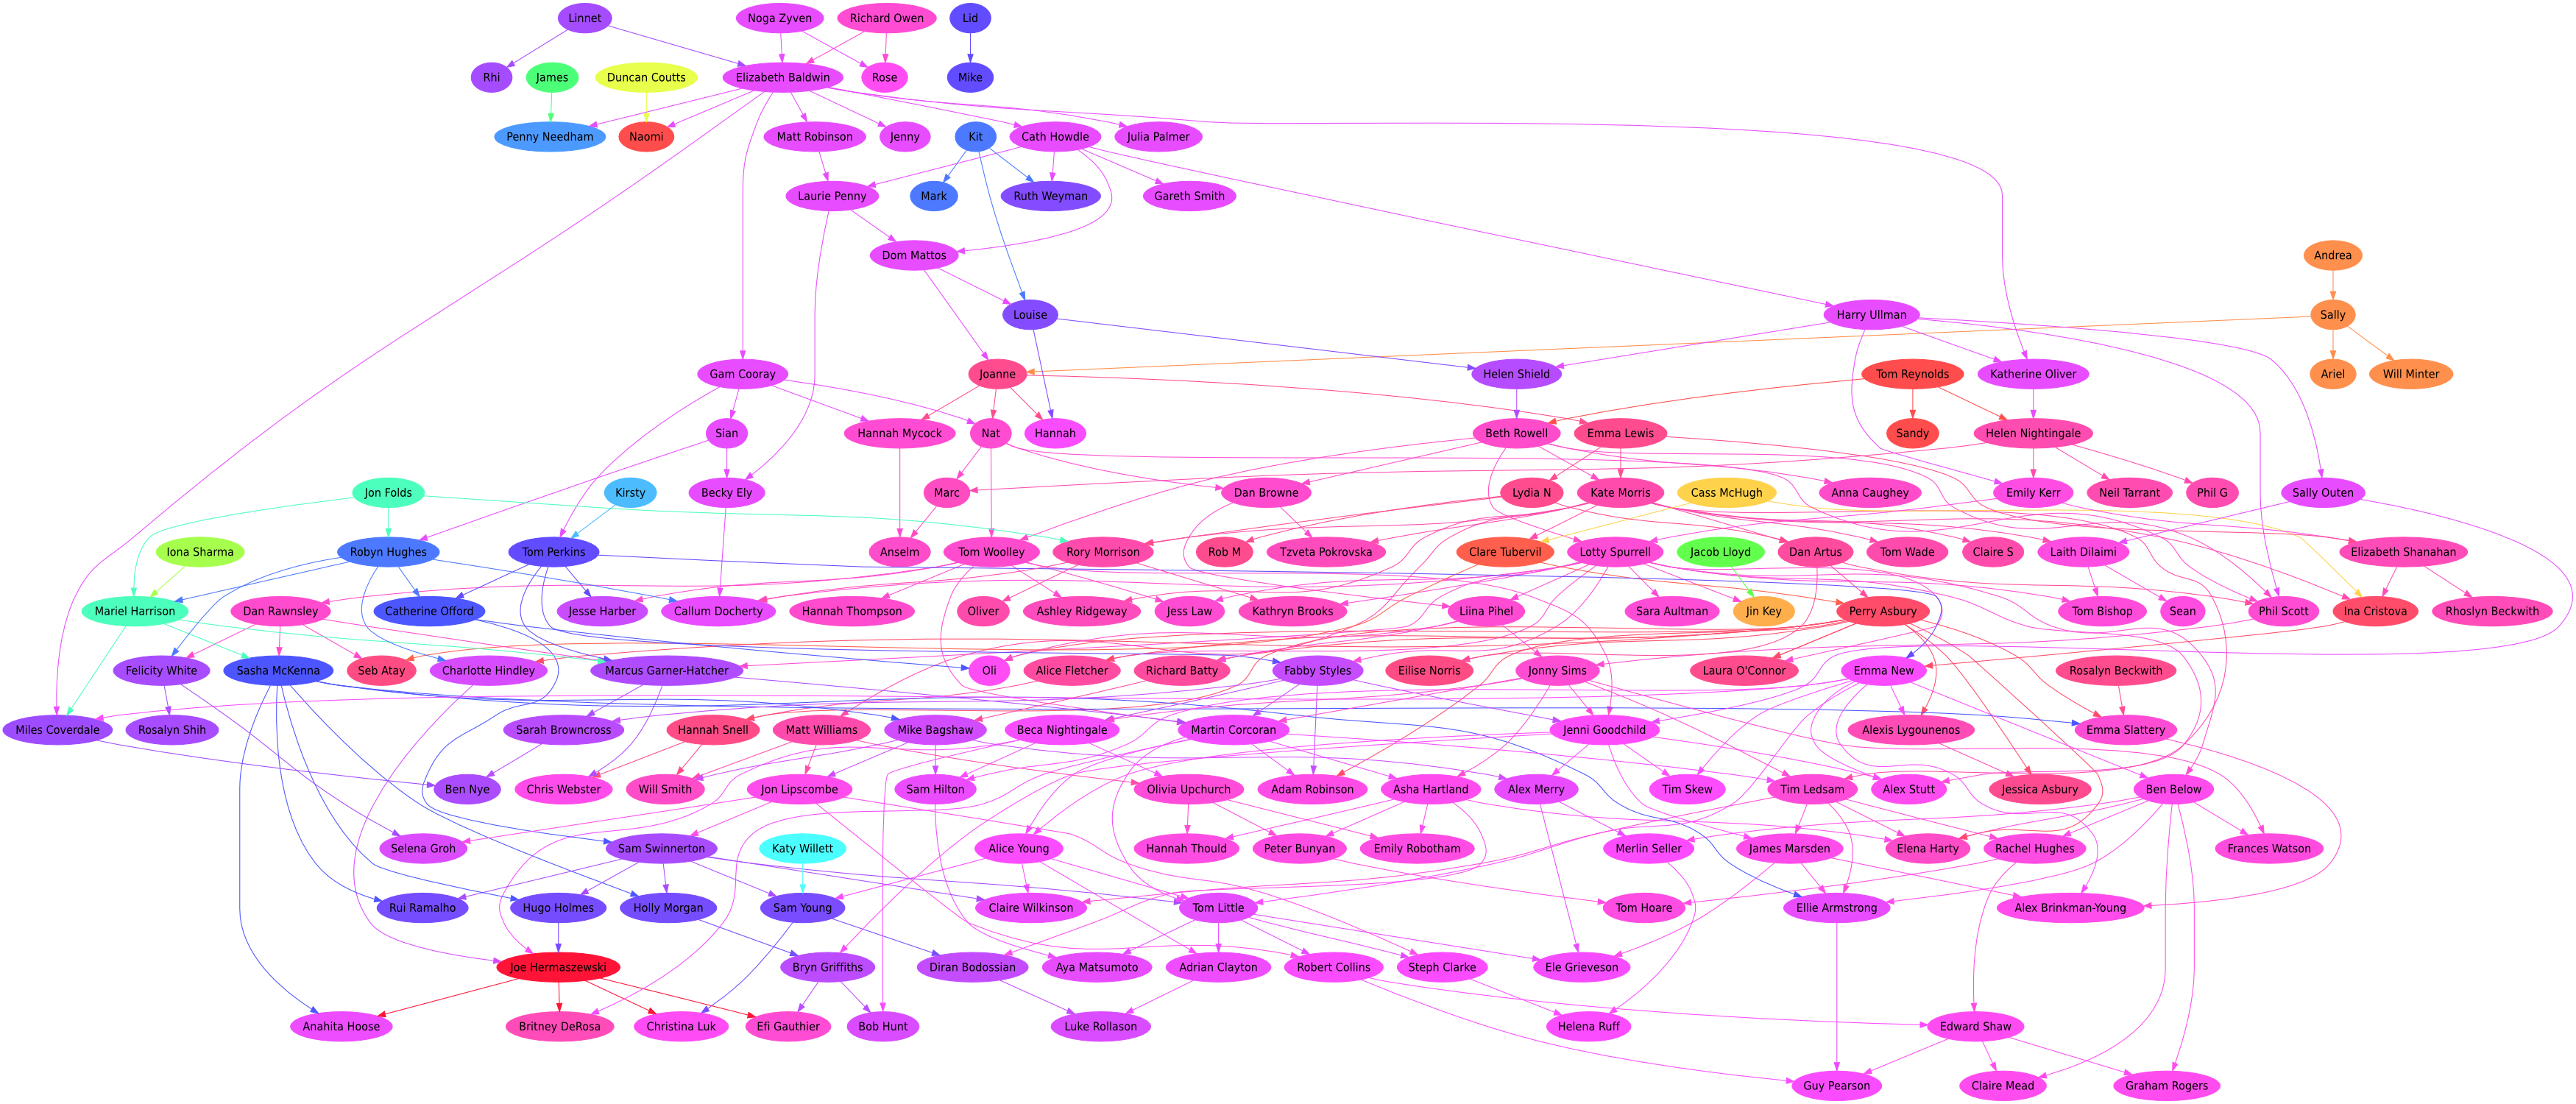 Linnet
Noga Zyven
Richard Owen
Lid
Rhi
James
Duncan Coutts
Elizabeth Baldwin
Rose
Mike
Penny Needham
Naomi
Matt Robinson
Jenny
Kit
Cath Howdle
Julia Palmer
Laurie Penny
Mark
Ruth Weyman
Gareth Smith
Dom Mattos
Andrea
Louise
Harry Ullman
Sally
Gam Cooray
Joanne
Helen Shield
Tom Reynolds
Katherine Oliver
Ariel
Will Minter
Sian
Hannah Mycock
Nat
Hannah
Beth Rowell
Emma Lewis
Sandy
Helen Nightingale
Jon Folds
Kirsty
Becky Ely
Marc
Dan Browne
Lydia N
Kate Morris
Cass McHugh
Anna Caughey
Emily Kerr
Neil Tarrant
Phil G
Sally Outen
Iona Sharma
Robyn Hughes
Tom Perkins
Anselm
Tom Woolley
Rory Morrison
Rob M
Tzveta Pokrovska
Clare Tubervil
Lotty Spurrell
Jacob Lloyd
Dan Artus
Tom Wade
Claire S
Laith Dilaimi
Elizabeth Shanahan
Mariel Harrison
Dan Rawnsley
Catherine Offord
Jesse Harber
Callum Docherty
Hannah Thompson
Oliver
Ashley Ridgeway
Jess Law
Kathryn Brooks
Liina Pihel
Sara Aultman
Jin Key
Perry Asbury
Tom Bishop
Sean
Phil Scott
Ina Cristova
Rhoslyn Beckwith
Felicity White
Sasha McKenna
Seb Atay
Charlotte Hindley
Marcus Garner-Hatcher
Oli
Alice Fletcher
Richard Batty
Fabby Styles
Eilise Norris
Jonny Sims
Laura O'Connor
Emma New
Rosalyn Beckwith
Miles Coverdale
Rosalyn Shih
Sarah Browncross
Hannah Snell
Matt Williams
Mike Bagshaw
Beca Nightingale
Martin Corcoran
Jenni Goodchild
Alexis Lygounenos
Emma Slattery
Ben Nye
Chris Webster
Will Smith
Jon Lipscombe
Sam Hilton
Olivia Upchurch
Adam Robinson
Asha Hartland
Alex Merry
Tim Skew
Tim Ledsam
Alex Stutt
Jessica Asbury
Ben Below
Selena Groh
Sam Swinnerton
Katy Willett
Alice Young
Hannah Thould
Peter Bunyan
Emily Robotham
Merlin Seller
James Marsden
Elena Harty
Rachel Hughes
Frances Watson
Rui Ramalho
Hugo Holmes
Holly Morgan
Sam Young
Claire Wilkinson
Tom Little
Tom Hoare
Ellie Armstrong
Alex Brinkman-Young
Joe Hermaszewski
Bryn Griffiths
Diran Bodossian
Aya Matsumoto
Adrian Clayton
Robert Collins
Steph Clarke
Ele Grieveson
Anahita Hoose
Britney DeRosa
Christina Luk
Efi Gauthier
Bob Hunt
Luke Rollason
Helena Ruff
Edward Shaw
Guy Pearson
Claire Mead
Graham Rogers